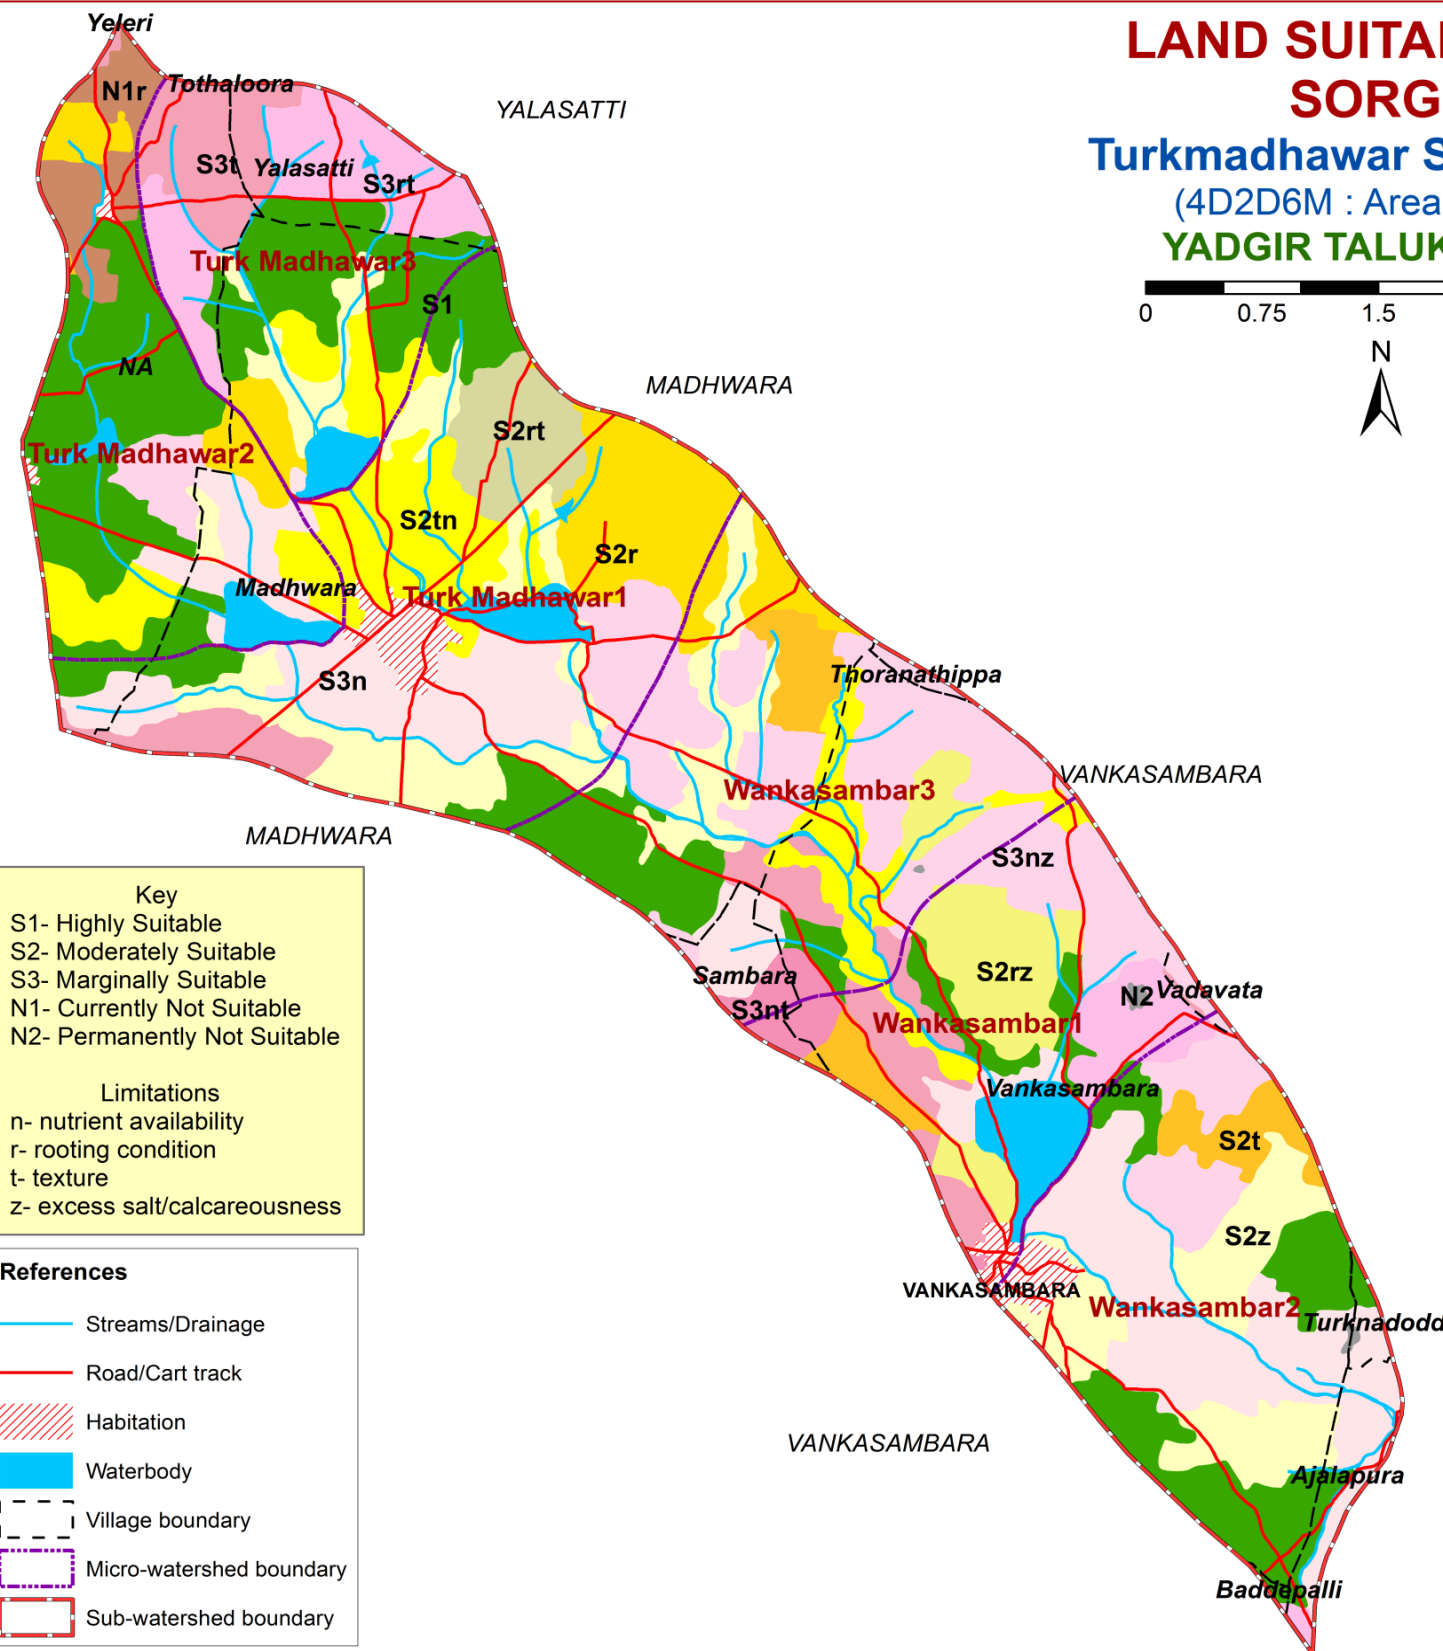 Yeleri
LAND SUITA
SORG
Turkmadhawar S
(4D2D6M : Area
YADGIR TALUK
0 0.75 1.5
N
N1r
Tothaloora
YALASATTI
S3t
Yalasatti
S3rt
Turk Madhawar3
S1
NA
MADHWARA
S2rt
Turk Madhawar2
S2tn
S2r
Madhwara
Turk Madhawar1
S3n
Thoranathippa
VANKASAMBARA
Wankasambar3
MADHWARA
S3nz
S2rz
Sambara
S3nt
N2
Vadavata
Wankasambar1
Vankasambara
S2t
S2z
VANKASAMBARA
Wankasambar2
Turknadodd
VANKASAMBARA
Ajalapura
Baddepalli
Key
S1- Highly Suitable
S2- Moderately Suitable
S3- Marginally Suitable
N1- Currently Not Suitable
N2- Permanently Not Suitable
Limitations
n- nutrient availability
r- rooting condition
t- texture
z- excess salt/calcareousness
References
Streams/Drainage
Road/Cart track
Habitation
Waterbody
Village boundary
Micro-watershed boundary
Sub-watershed boundary